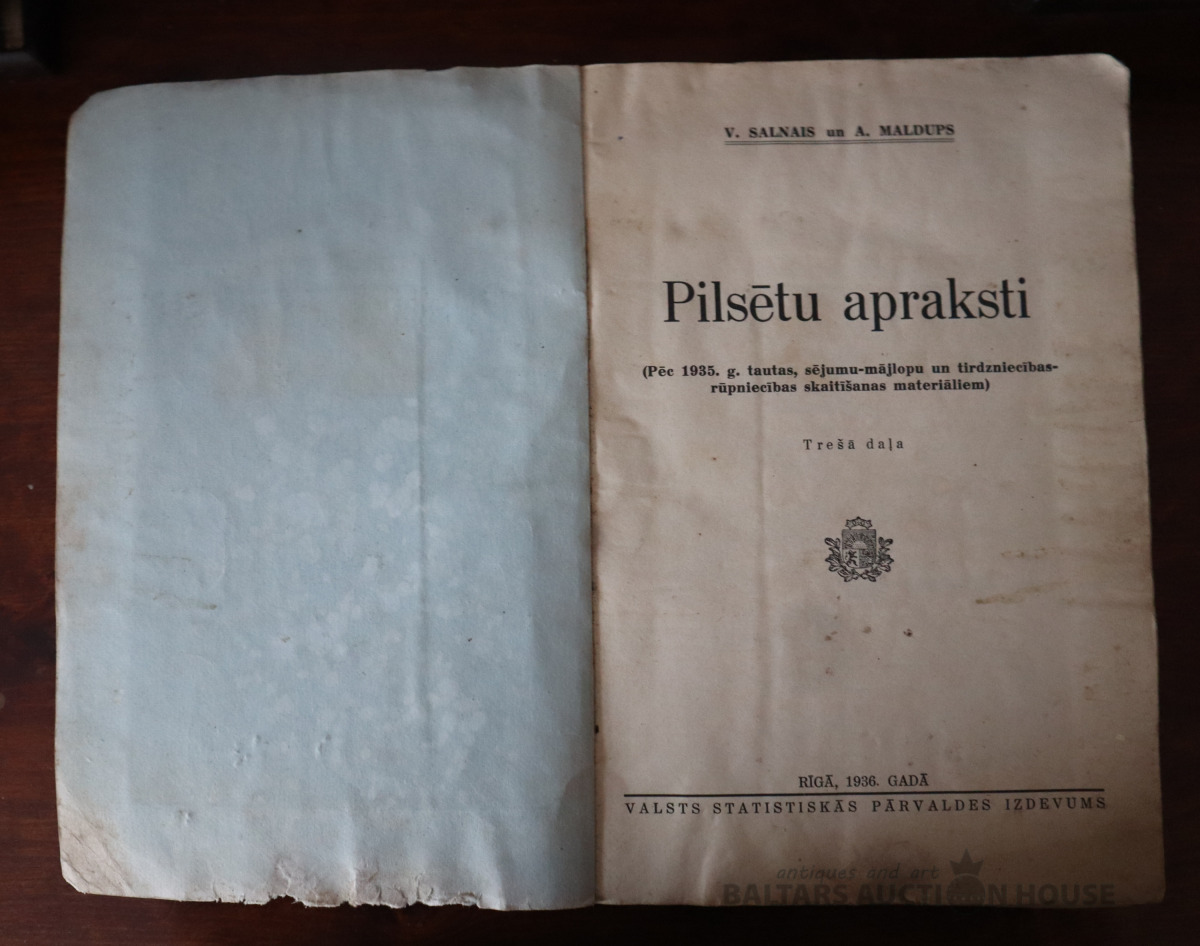 V. SALNAIS un A. MALDUPS
Pilsētu apraksti
(Pēc 1935. g. tautas, sējumu-mājlopu un tirdzniecības-
rūpniecības skaitīšanas materiāliem)
Trešā daļa
RĪGĀ, 1936. GADĀ
VALSTS STATISTISKĀS PĀRVALDES IZDEVUMS
antiques and art
BALTARS AUCTION HOUSE